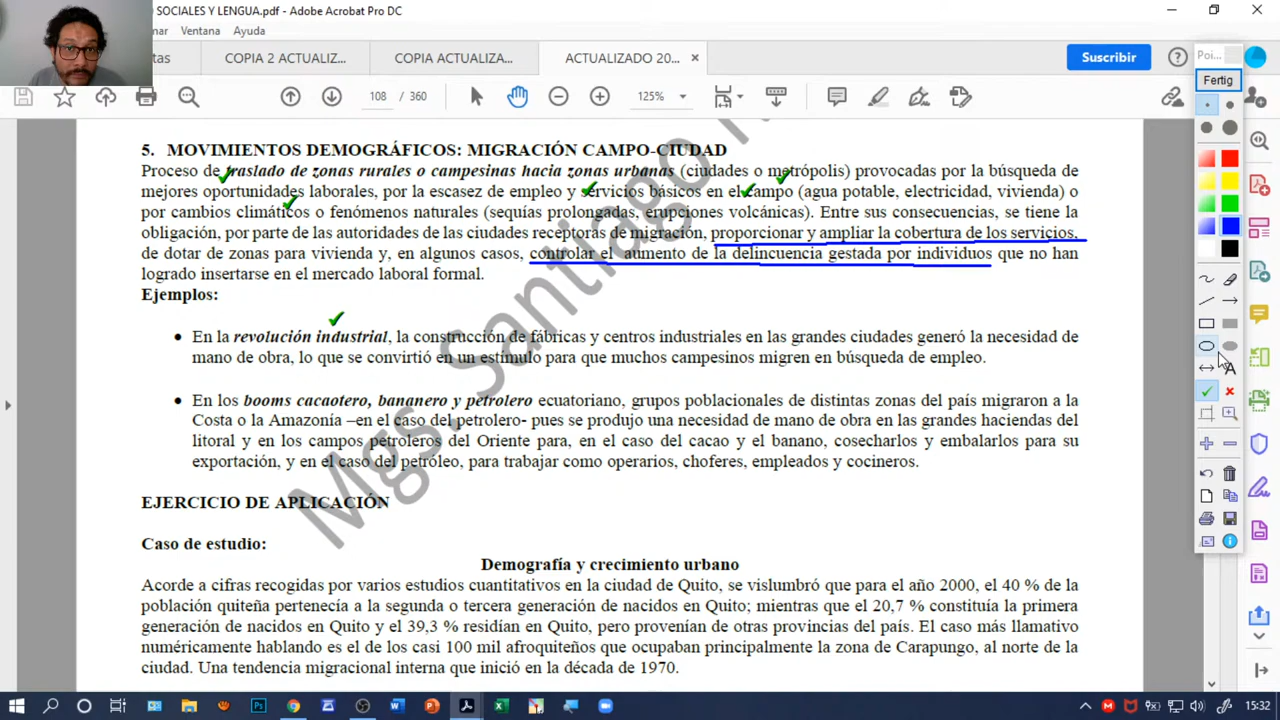 SOCIALES Y LENGUA.pdf - Adobe Acrobat Pro DC
Ventana Ayuda
COPIA 2 ACTUALIZ... COPIA ACTUALIZA... ACTUALIZADO 20... × Suscribir Fertig
108 / 360 125%
5. MOVIMIENTOS DEMOGRÁFICOS: MIGRACIÓN CAMPO-CIUDAD
Proceso de traslado de zonas rurales o campesinas hacia zonas urbanas (ciudades o metrópolis) provocadas por la búsqueda de
mejores oportunidades laborales, por la escasez de empleo y servicios básicos en el campo (agua potable, electricidad, vivienda) o
por cambios climáticos o fenómenos naturales (sequías prolongadas, erupciones volcánicas). Entre sus consecuencias, se tiene la
obligación, por parte de las autoridades de las ciudades receptoras de migración, proporcionar y ampliar la cobertura de los servicios,
de dotar de zonas para vivienda y, en algunos casos, controlar el aumento de la delincuencia gestada por individuos que no han
logrado insertarse en el mercado laboral formal.
Ejemplos:
• En la revolución industrial, la construcción de fábricas y centros industriales en las grandes ciudades generó la necesidad de
mano de obra, lo que se convirtió en un estímulo para que muchos campesinos migren en búsqueda de empleo.
• En los booms cacaotero, bananero y petrolero ecuatoriano, grupos poblacionales de distintas zonas del país migraron a la
Costa o la Amazonía –en el caso del petrolero- pues se produjo una necesidad de mano de obra en las grandes haciendas del
litoral y en los campos petroleros del Oriente para, en el caso del cacao y el banano, cosecharlos y embalarlos para su
exportación, y en el caso del petróleo, para trabajar como operarios, choferes, empleados y cocineros.
Mgs. Santiago
EJERCICIO DE APLICACIÓN
Caso de estudio:
Demografía y crecimiento urbano
Acorde a cifras recogidas por varios estudios cuantitativos en la ciudad de Quito, se vislumbró que para el año 2000, el 40 % de la
población quiteña pertenecía a la segunda o tercera generación de nacidos en Quito; mientras que el 20,7 % constituía la primera
generación de nacidos en Quito y el 39,3 % residían en Quito, pero provenían de otras provincias del país. El caso más llamativo
numéricamente hablando es el de los casi 100 mil afroquiteños que ocupaban principalmente la zona de Carapungo, al norte de la
ciudad. Una tendencia migracional interna que inició en la década de 1970.
15:32